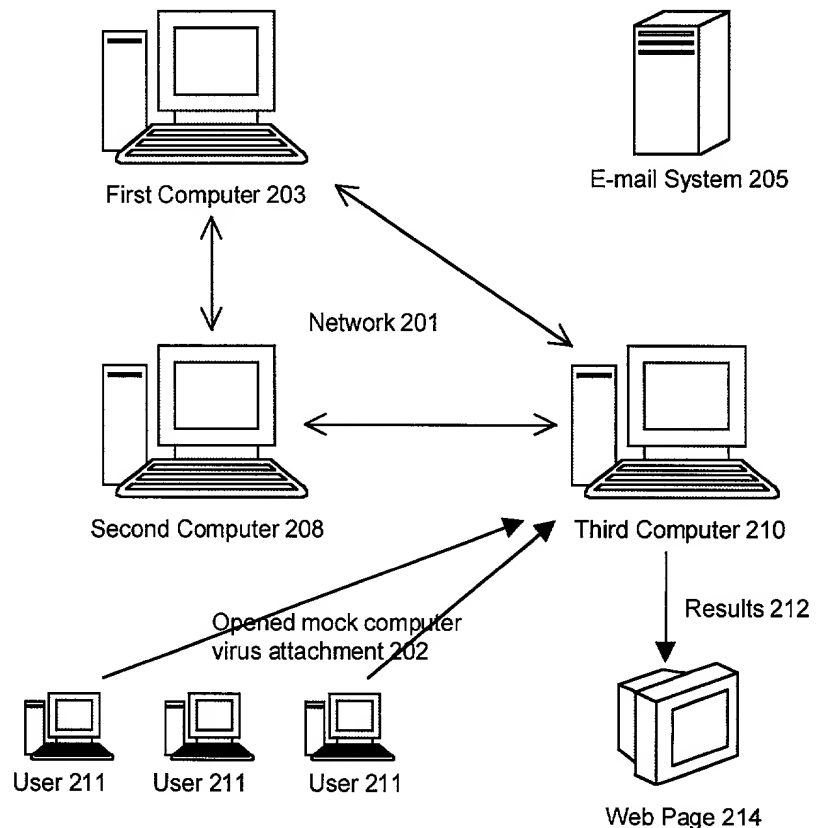 First Computer 203
E-mail System 205
Network 201
Second Computer 208
Third Computer 210
Opened mock computer
virus attachment 202
Results 212
User 211
User 211
User 211
Web Page 214